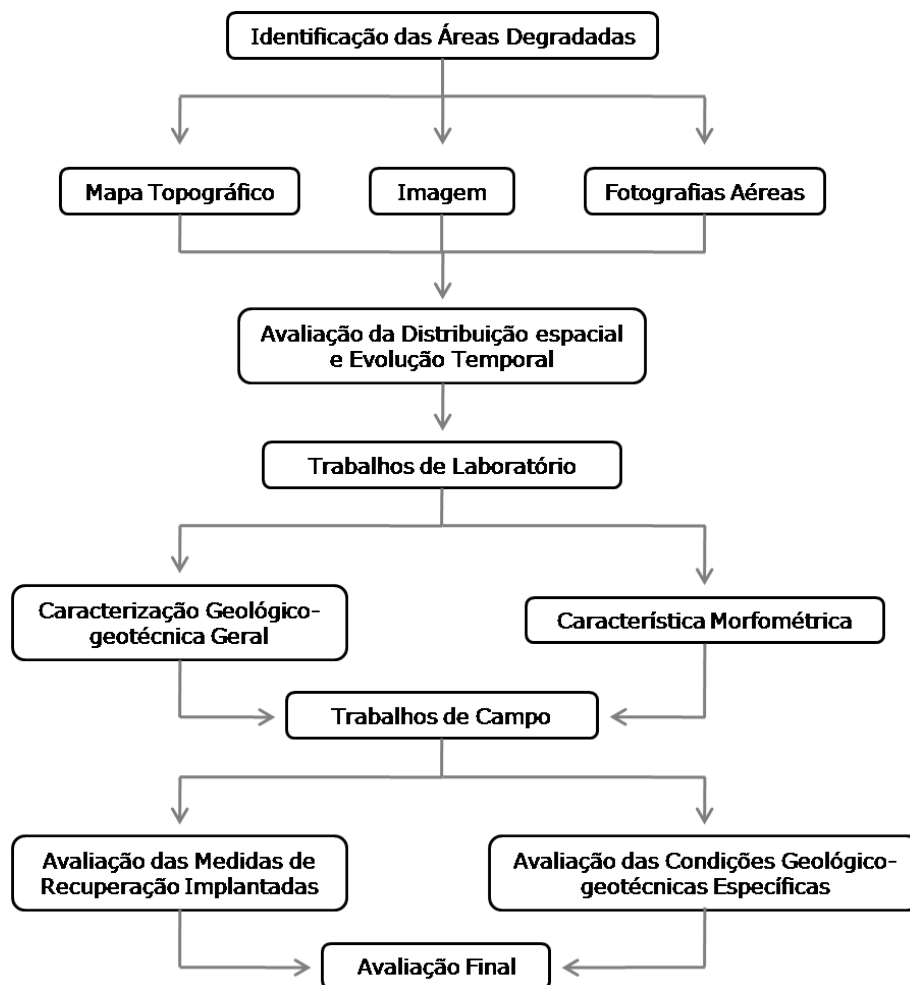 Identificação das Áreas Degradadas
Mapa Topográfico
Imagem
Fotografias Aéreas
Avaliação da Distribuição espacial
e Evolução Temporal
Trabalhos de Laboratório
Caracterização Geológico-
geotécnica Geral
Característica Morfométrica
Trabalhos de Campo
Avaliação das Medidas de
Recuperação Implantadas
Avaliação das Condições Geológico-
geotécnicas Específicas
Avaliação Final